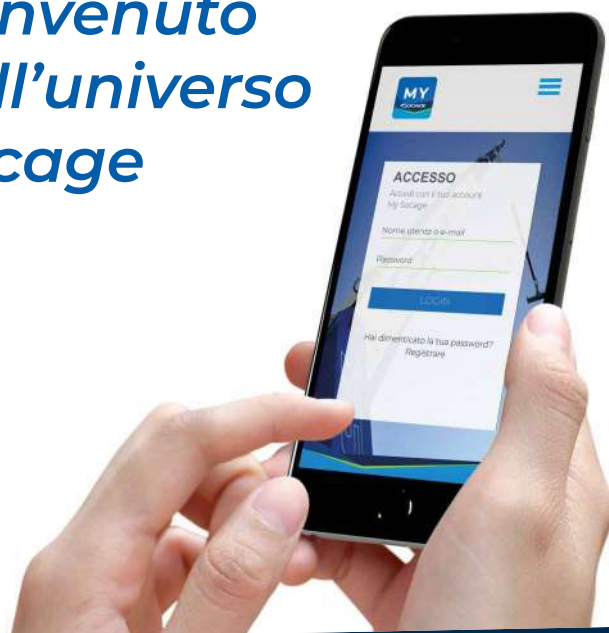 nvenuto
ll'universo
cage
MY
SOCAGE
ACCESSO
Accedi con il tuo account
My Socage
Nome utente o e-mail
Password
LOGIN
Hai dimenticato la tua password?
Registrare